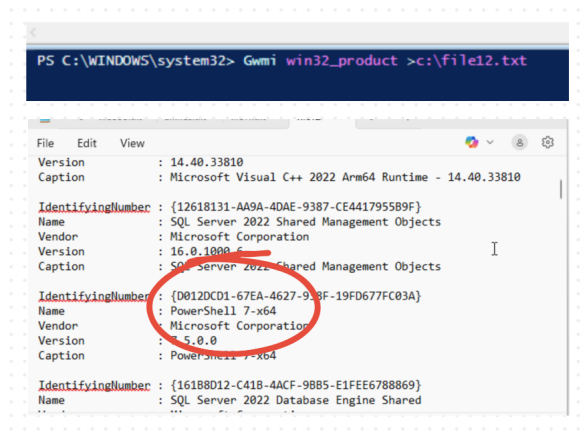 PS C:\WINDOWS\system32> Gwmi win32_product >c:\file12.txt
File Edit View
Version : 14.40.33810
Caption : Microsoft Visual C++ 2022 Arm64 Runtime - 14.40.33810
IdentifyingNumber : {12618131-AA9A-4DAE-9387-CE4417955B9F}
Name : SQL Server 2022 Shared Management Objects
Vendor : Microsoft Corporation
Version : 16.0.1000.6
Caption : SQL Server 2022 Shared Management Objects
IdentifyingNumber : {D012DCD1-67EA-4627-938F-19FD677FC03A}
Name : PowerShell 7-x64
Vendor : Microsoft Corporation
Version : 7.5.0.0
Caption : PowerShell 7-x64
IdentifyingNumber : {161B8D12-C41B-4ACF-9BB5-E1FEE6788869}
Name : SQL Server 2022 Database Engine Shared